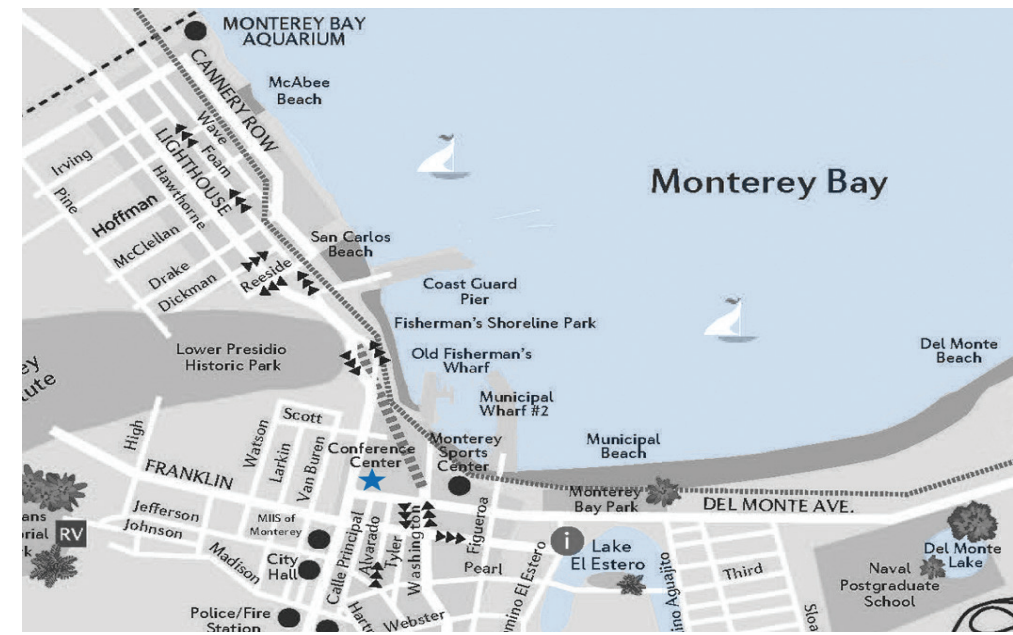 MONTEREY BAY
AQUARIUM
McAbee
Beach
CANNERY ROW
Wave
Foam
LIGHTHOUSE
Hawthorne
Irving
Pine
Hoffman
McClellan
Drake
Dickman
Reeside
San Carlos
Beach
Monterey Bay
Coast Guard
Pier
Fisherman's Shoreline Park
Old Fisherman's
Wharf
Municipal
Wharf #2
Lower Presidio
Historic Park
Del Monte
Beach
High
Watson
Scott
Larkin
Van Buren
Conference
Center
Monterey
Sports
Center
Municipal
Beach
FRANKLIN
Monterey
Bay Park
DEL MONTE AVE.
Jefferson
Johnson
Madison
MIIS of
Monterey
City
Hall
RV
Calle Principal
Alvarado
Tyler
Washington
Figueroa
Pearl
i
Lake
El Estero
Third
Naval
Postgraduate
School
Del Monte
Lake
Police/Fire
Station
Webster